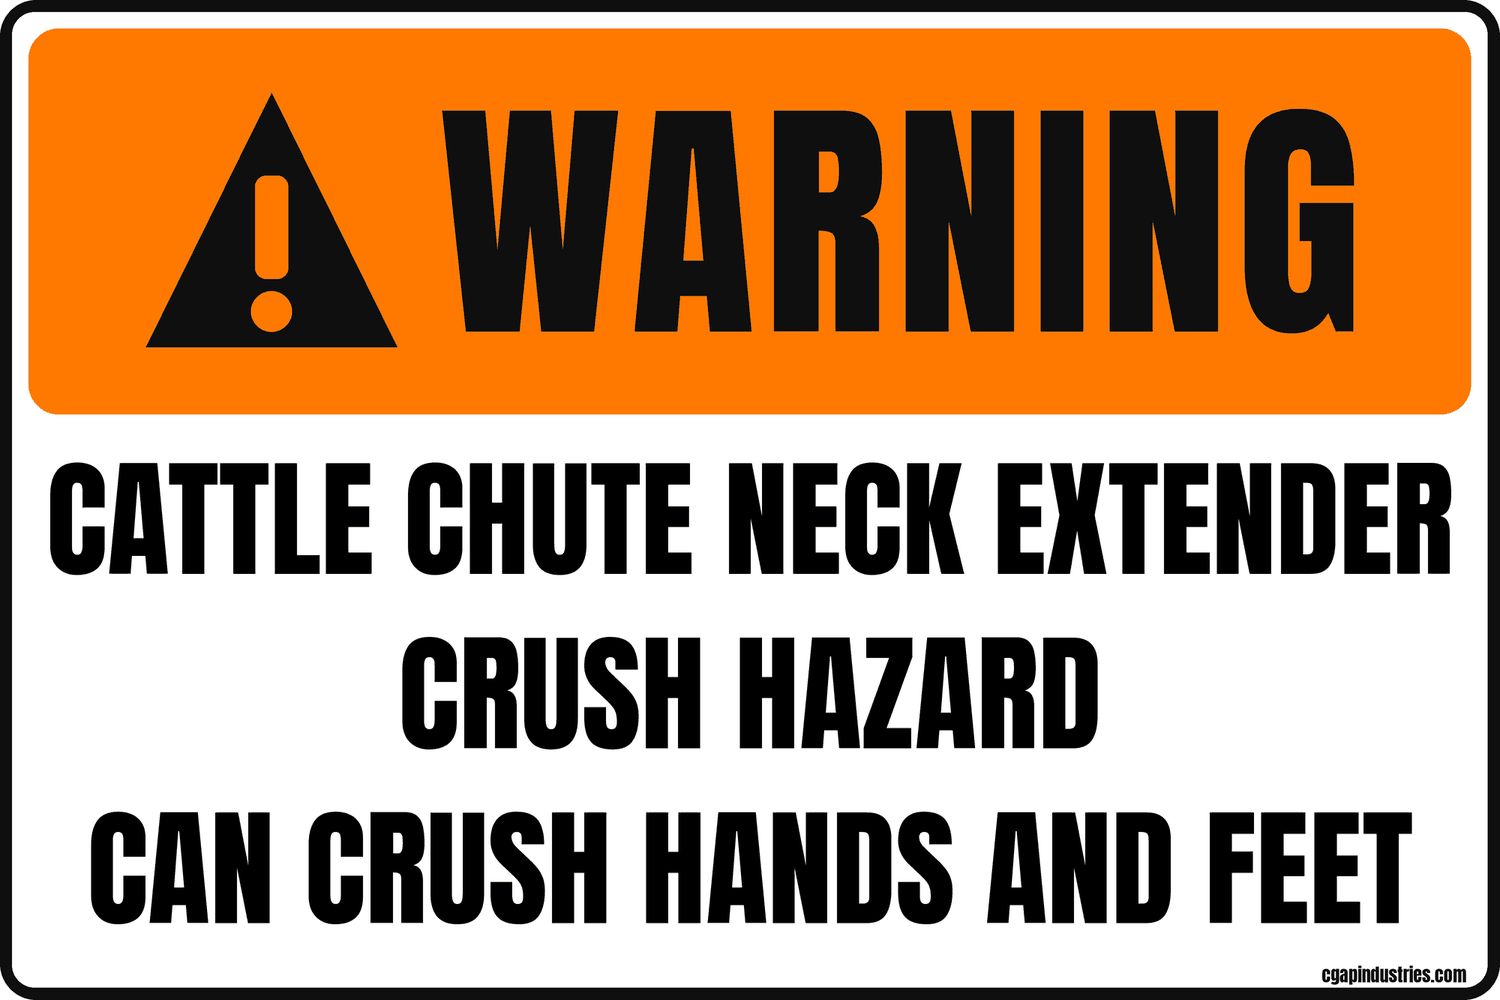 WARNING
CATTLE CHUTE NECK EXTENDER
CRUSH HAZARD
CAN CRUSH HANDS AND FEET
cgapindustries.com